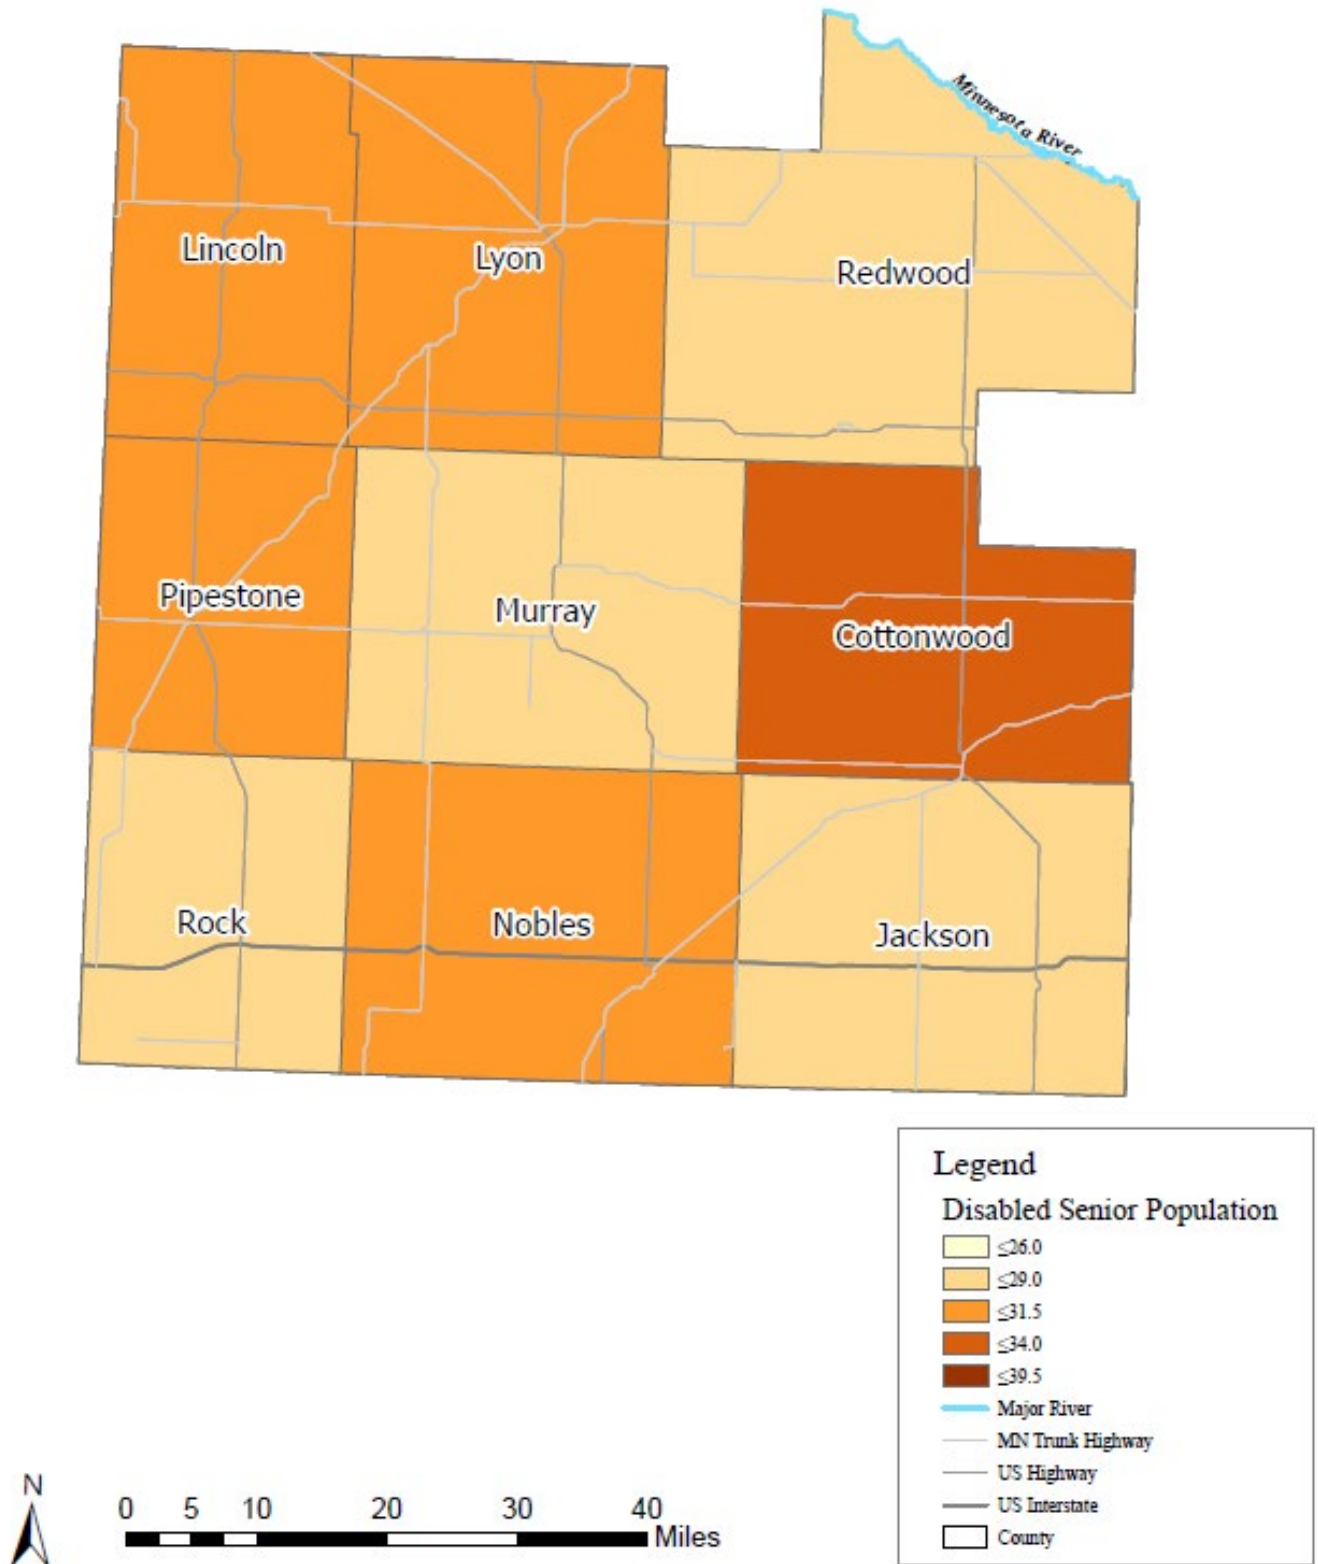 Minnesota River
Lincoln
Lyon
Redwood
Pipestone
Murray
Cottonwood
Rock
Nobles
Jackson
Legend
Disabled Senior Population
≤26.0
≤29.0
≤31.5
≤34.0
≤39.5
Major River
MN Trunk Highway
US Highway
US Interstate
County
N
0 5 10 20 30 40
Miles